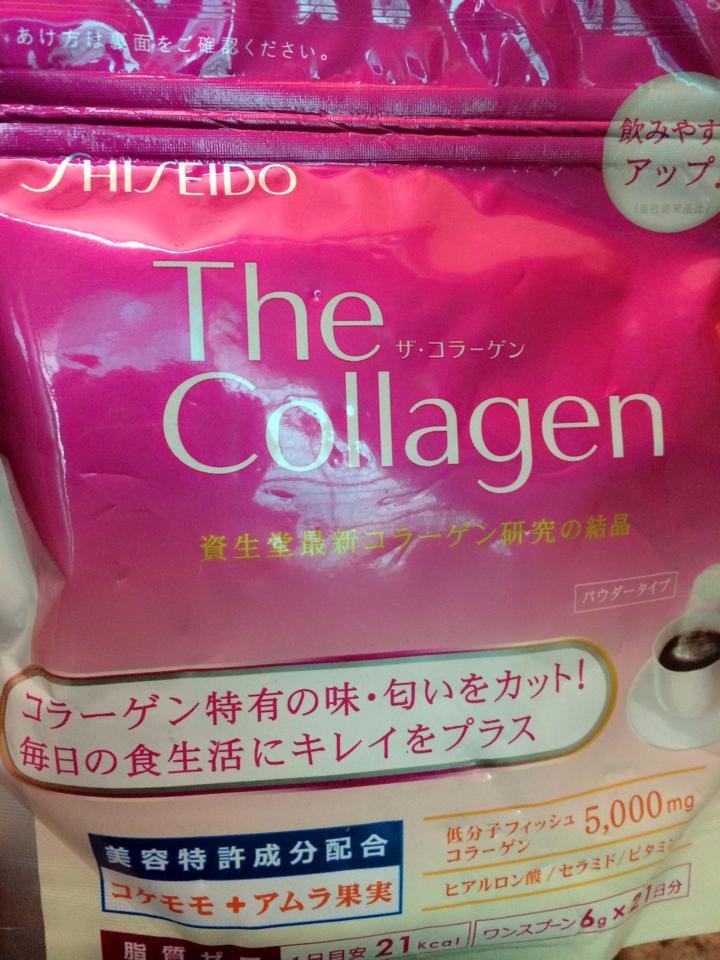 あけ方は裏面をご確認ください。
飲みやす
アップ
SHISEIDO
The
ザ・コラーゲン
Collagen
資生堂最新コラーゲン研究の結晶
パウダータイプ
コラーゲン特有の味・匂いをカット!
毎日の食生活にキレイをプラス
低分子フィッシュ
コラーゲン
5,000mg
美容特許成分配合
コケモモ+アムラ果実
ヒアルロン酸/セラミド/ビタミン
脂質ゼロ
1日目安21kcal
ワンスプーン6g×21日分